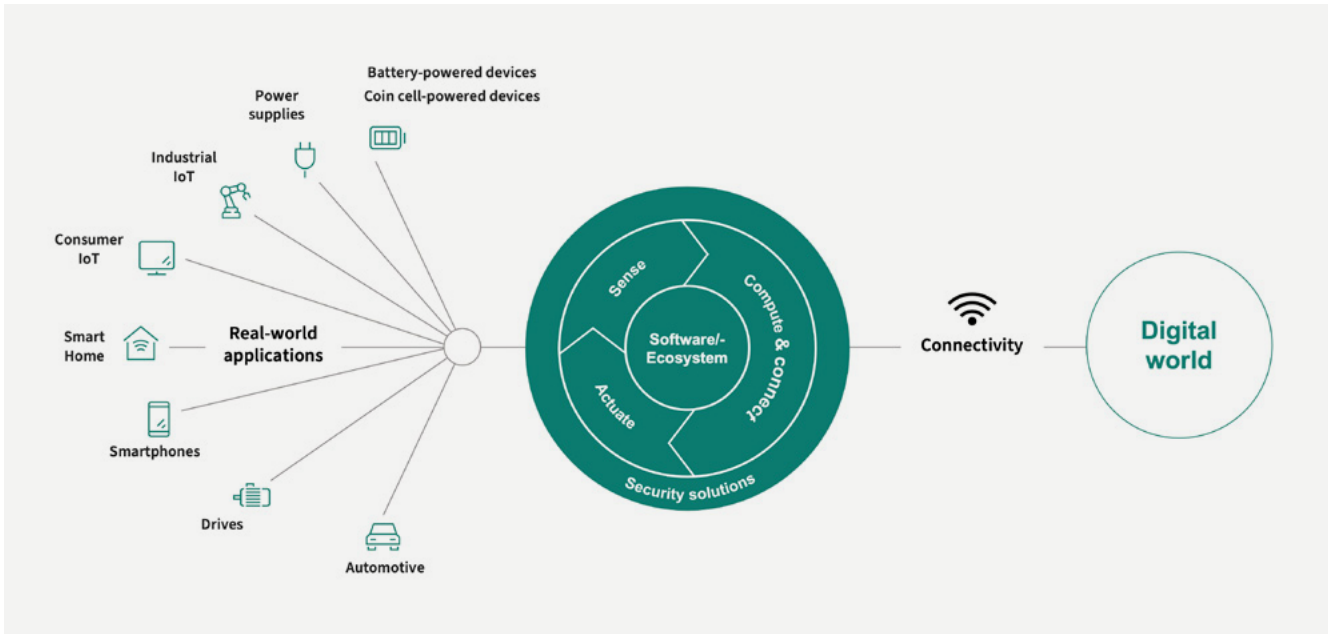 Battery-powered devices
Coin cell-powered devices
Power
supplies
Industrial
IoT
Consumer
IoT
Smart
Home
Real-world
applications
Smartphones
Drives
Automotive
Sense
Compute & connect
Actuate
Software/-
Ecosystem
Security solutions
Connectivity
Digital
world